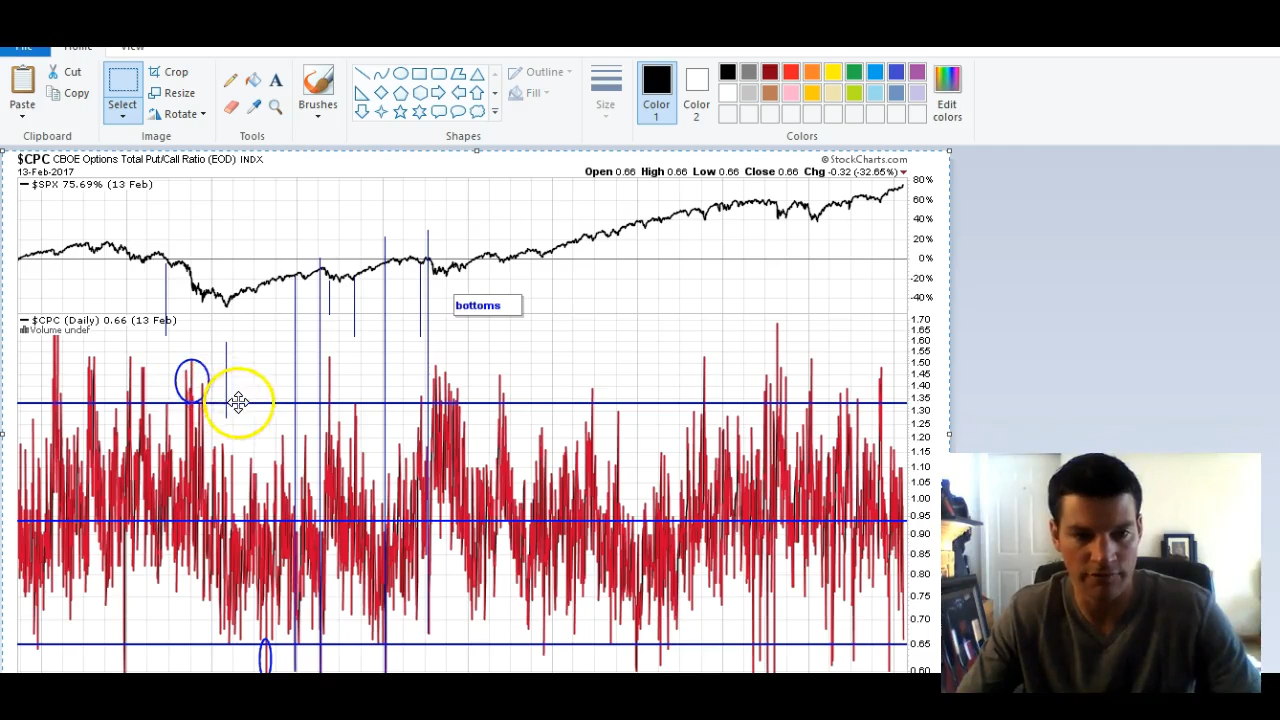 File Home View
Paste
Cut
Copy
Clipboard
Select
Crop
Resize
Rotate
Image
A
Tools
Brushes
Shapes
Outline
Fill
Size
Color
1
Color
2
Edit
colors
Colors
$CPC CBOE Options Total Put/Call Ratio (EOD) INDX
© StockCharts.com
13-Feb-2017
Open 0.66 High 0.66 Low 0.66 Close 0.66 Chg -0.32 (-32.65%)
$SPX 75.69% (13 Feb)
80%
60%
40%
20%
0%
-20%
-40%
bottoms
$CPC (Daily) 0.66 (13 Feb)
Volume undef
1.70
1.65
1.60
1.55
1.50
1.45
1.40
1.35
1.30
1.25
1.20
1.15
1.10
1.05
1.00
0.95
0.90
0.85
0.80
0.75
0.70
0.65
0.60